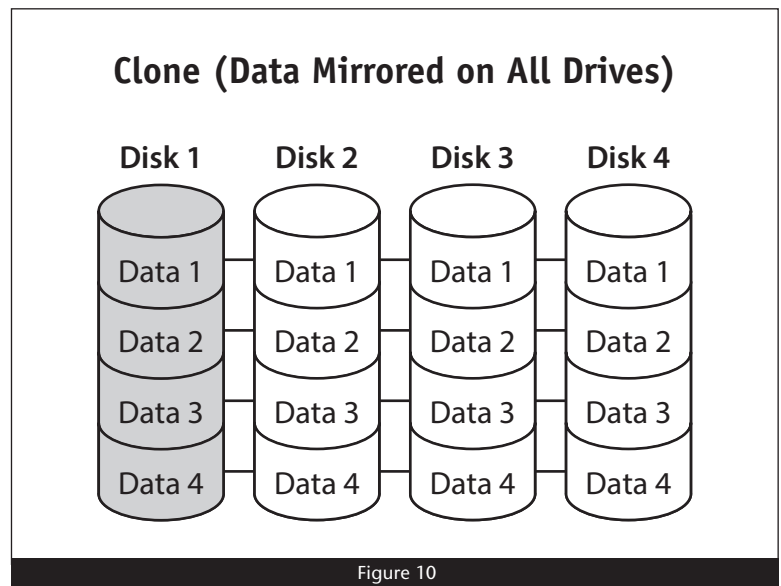 Clone (Data Mirrored on All Drives)
Disk 1 Disk 2 Disk 3 Disk 4
Data 1 Data 1 Data 1 Data 1
Data 2 Data 2 Data 2 Data 2
Data 3 Data 3 Data 3 Data 3
Data 4 Data 4 Data 4 Data 4
Figure 10